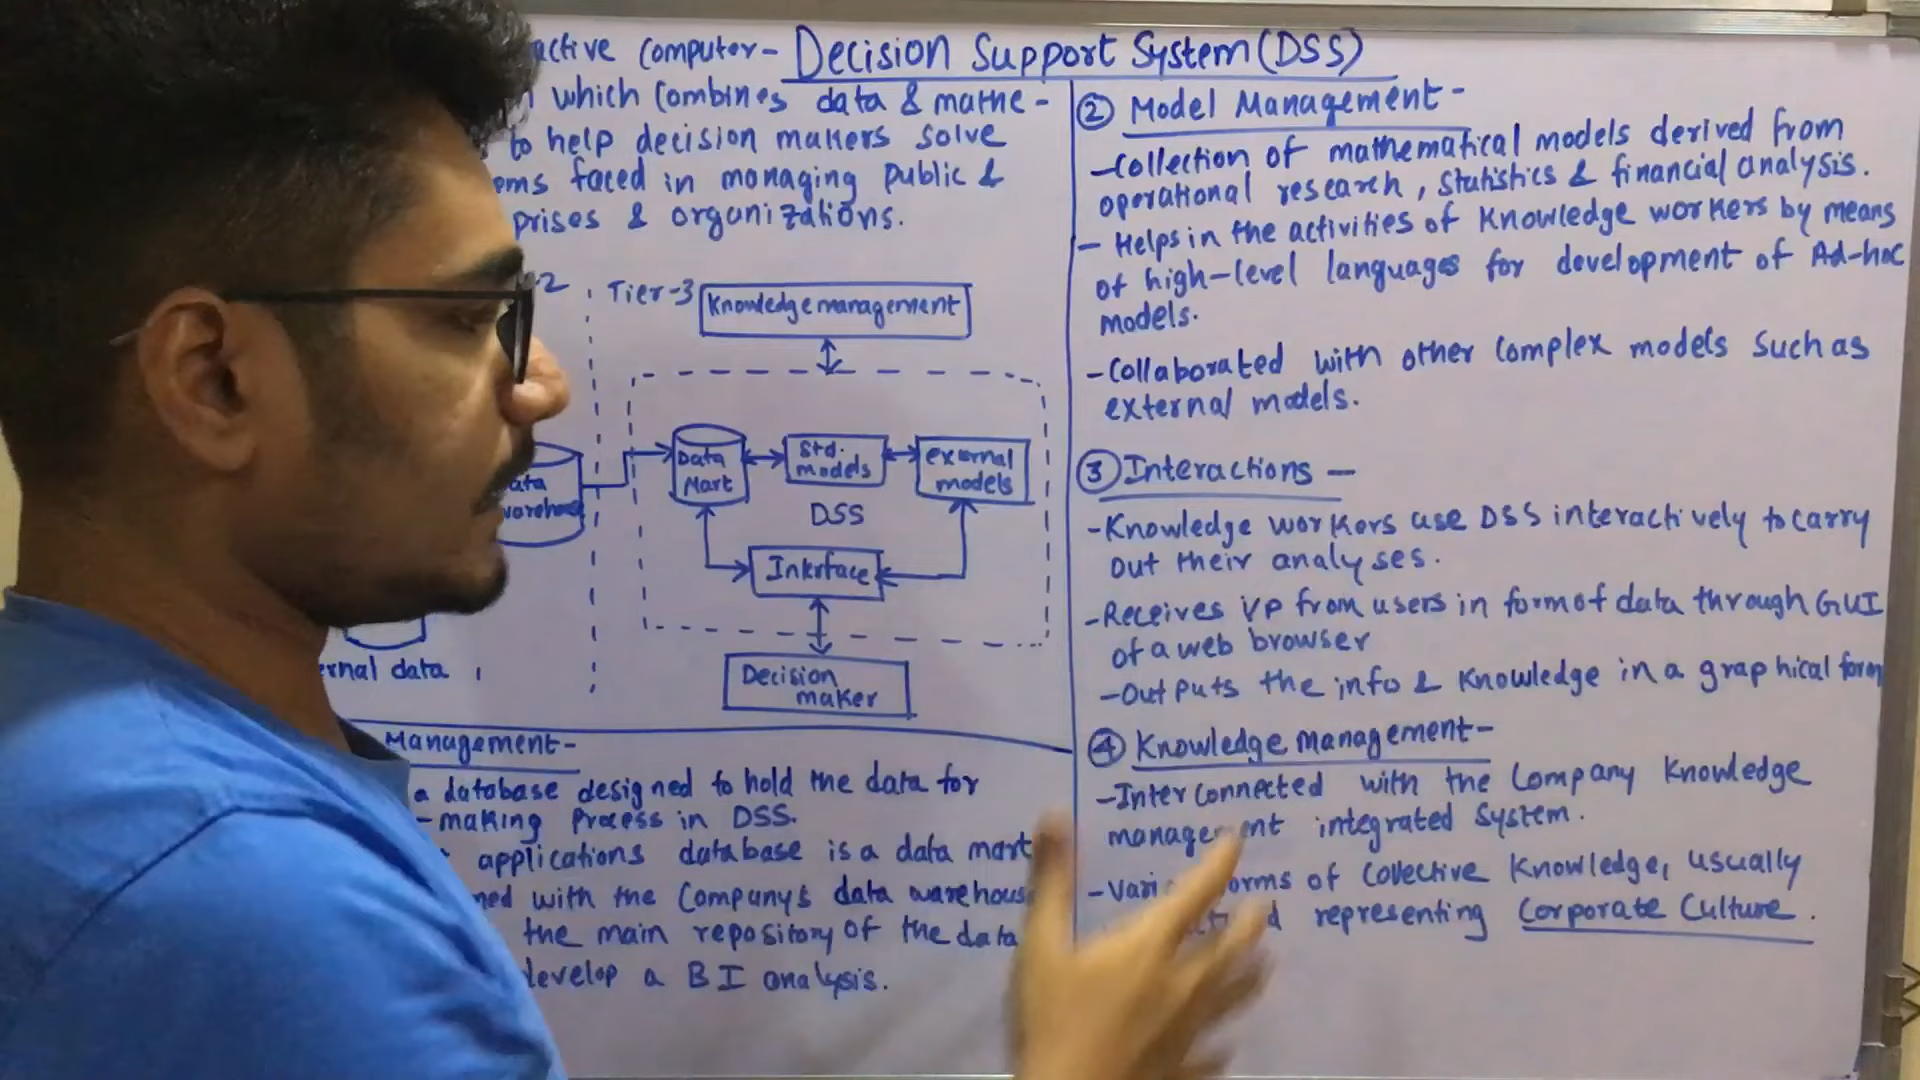 active Computer- Decision Support System (DSS)
which Combines data & mathe-
to help decision makers solve
ems faced in managing public &
prises & organizations.
-2
Tier-3
Knowledge management
Data Mart
Std. models
external models
DSS
Interface
Decision maker
ata warehouse
ernal data
Management-
a database designed to hold the data for
-making Process in DSS.
applications database is a data mart
ned with the Company's data warehouse
the main repository of the data
develop a BI analysis.
② Model Management-
-Collection of mathematical models derived from
operational research, Statistics & financial analysis.
- Helps in the activities of Knowledge workers by means
of high-level languages for development of Ad-hoc
models.
-Collaborated with other Complex models Such as
external models.
③ Interactions -
-Knowledge workers use DSS interactively to carry
out their analyses.
-Receives I/P from users in form of data through GUI
of a web browser
-Outputs the info & Knowledge in a graphical form
④ Knowledge management-
-Interconnected with the Company Knowledge
management integrated System.
-Vari orms of Collective Knowledge, usually
d representing Corporate Culture.